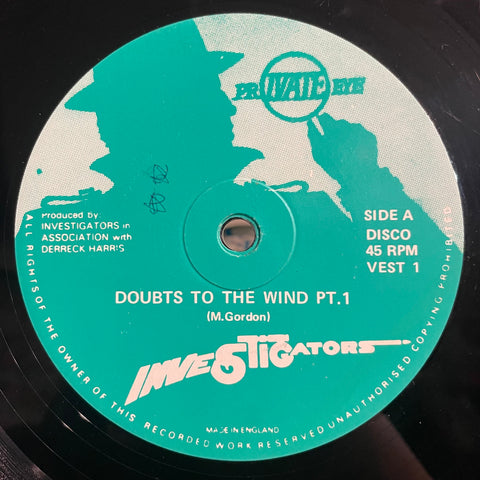 PRIVATE EYE
Produced by:
INVESTIGATORS in
ASSOCIATION with
DERRECK HARRIS
SIDE A
DISCO
45 RPM
VEST 1
DOUBTS TO THE WIND PT.1
(M.Gordon)
INVESTIGATORS
MADE IN ENGLAND
ALL RIGHTS OF THE OWNER OF THIS RECORDED WORK RESERVED UNAUTHORISED COPYING PROHIBITED